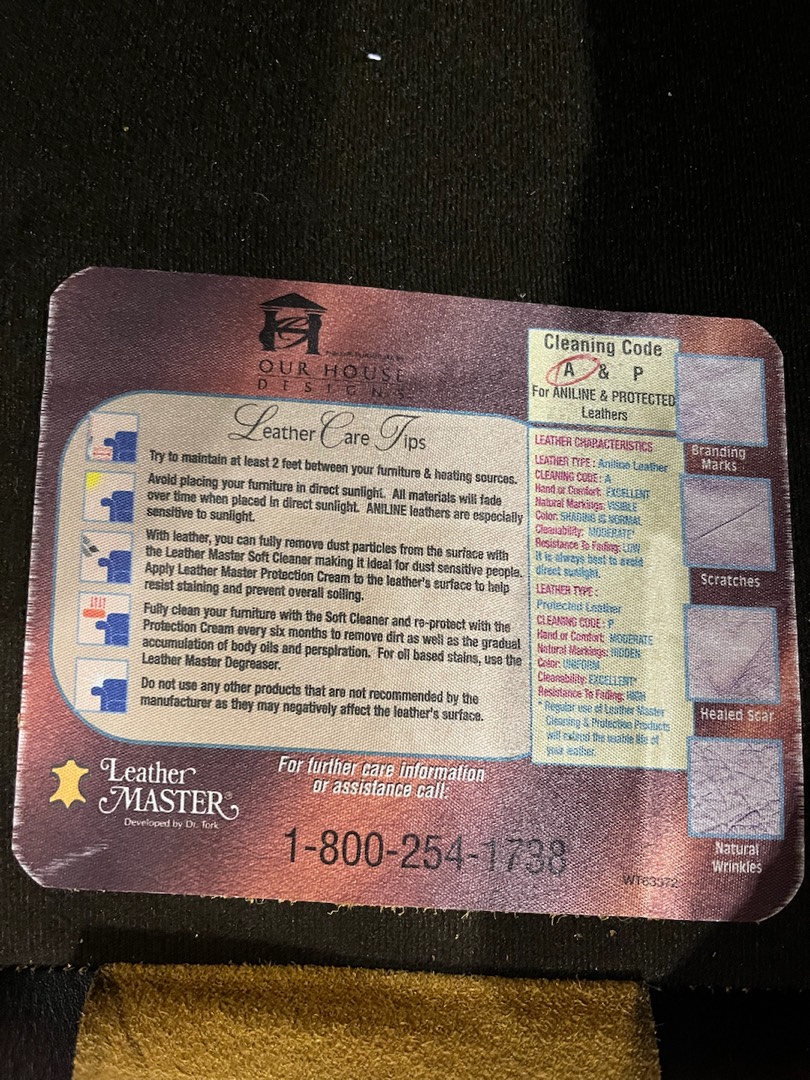 OUR HOUSE
DESIGNS
Leather Care Tips
Try to maintain at least 2 feet between your furniture & heating sources.
Avoid placing your furniture in direct sunlight. All materials will fade
over time when placed in direct sunlight. ANILINE leathers are especially
sensitive to sunlight.
With leather, you can fully remove dust particles from the surface with
the Leather Master Soft Cleaner making it ideal for dust sensitive people.
Apply Leather Master Protection Cream to the leather's surface to help
resist staining and prevent overall soiling.
Fully clean your furniture with the Soft Cleaner and re-protect with the
Protection Cream every six months to remove dirt as well as the gradual
accumulation of body oils and perspiration. For oil based stains, use the
Leather Master Degreaser.
Do not use any other products that are not recommended by the
manufacturer as they may negatively affect the leather's surface.
Leather
MASTER®
Developed by Dr. Tork
For further care information
or assistance call:
1-800-254-1738
WT63572
Cleaning Code
A & P
For ANILINE & PROTECTED
Leathers
LEATHER CHARACTERISTICS
LEATHER TYPE : Aniline Leather
CLEANING CODE : A
Hand or Comfort: EXCELLENT
Natural Markings: VISIBLE
Color: SHADING IS NORMAL
Cleanability: MODERATE*
Resistance To Fading: LOW
It is always best to avoid
direct sunlight.
LEATHER TYPE :
Protected Leather
CLEANING CODE : P
Hand or Comfort: MODERATE
Natural Markings: HIDDEN
Color: UNIFORM
Cleanability: EXCELLENT*
Resistance To Fading: HIGH
* Regular use of Leather Master
Cleaning & Protection Products
will extend the usable life of
your leather.
Branding
Marks
Scratches
Healed Scar
Natural
Wrinkles